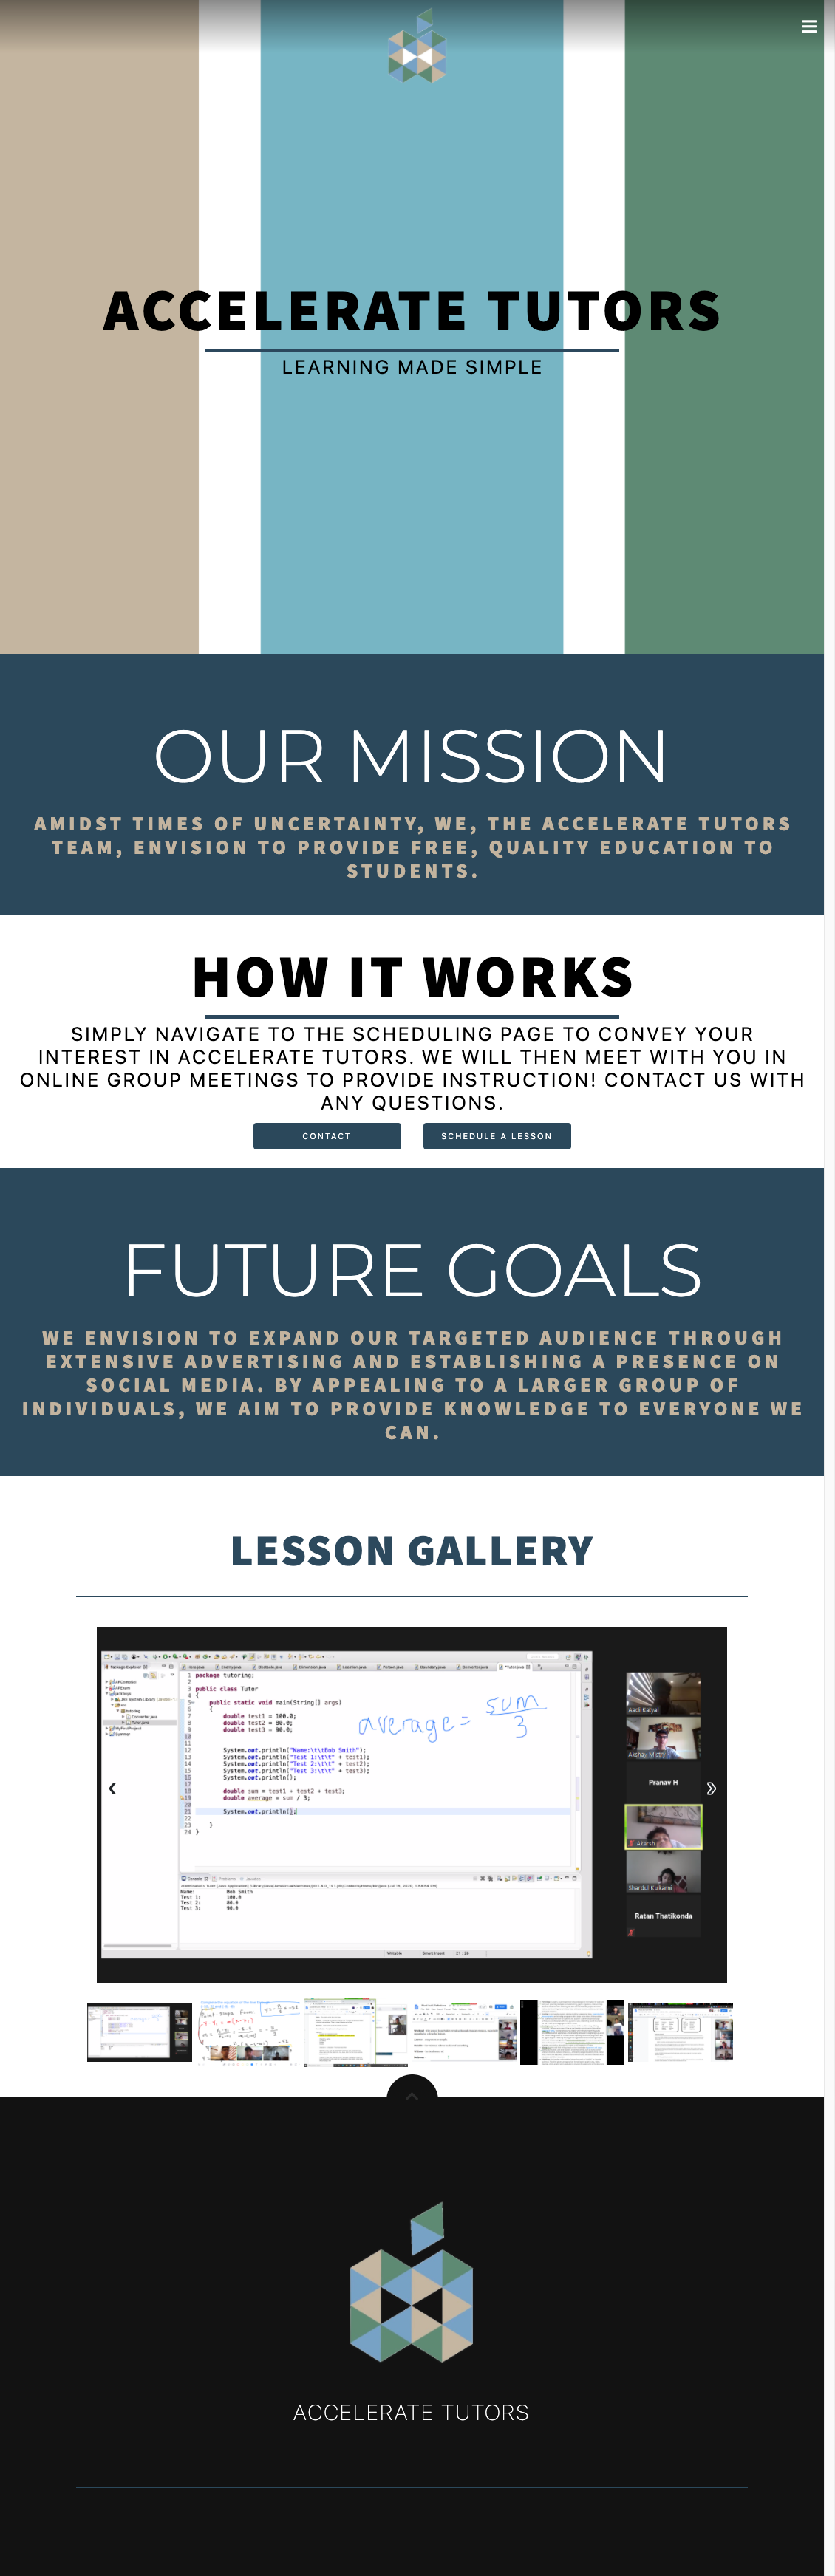 ACCELERATE TUTORS
LEARNING MADE SIMPLE
OUR MISSION
AMIDST TIMES OF UNCERTAINTY, WE, THE ACCELERATE TUTORS
TEAM, ENVISION TO PROVIDE FREE, QUALITY EDUCATION TO
STUDENTS.
HOW IT WORKS
SIMPLY NAVIGATE TO THE SCHEDULING PAGE TO CONVEY YOUR
INTEREST IN ACCELERATE TUTORS. WE WILL THEN MEET WITH YOU IN
ONLINE GROUP MEETINGS TO PROVIDE INSTRUCTION! CONTACT US WITH
ANY QUESTIONS.
CONTACT
SCHEDULE A LESSON
FUTURE GOALS
WE ENVISION TO EXPAND OUR TARGETED AUDIENCE THROUGH
EXTENSIVE ADVERTISING AND ESTABLISHING A PRESENCE ON
SOCIAL MEDIA. BY APPEALING TO A LARGER GROUP OF
INDIVIDUALS, WE AIM TO PROVIDE KNOWLEDGE TO EVERYONE WE
CAN.
LESSON GALLERY
Package Explorer
package tutoring;
public class Tutor
{
public static void main(String[] args)
{
double test1 = 100.0;
double test2 = 80.0;
double test3 = 90.0;
average = sum
3
System.out.println("Name:\t\tBob Smith");
System.out.println("Test 1:\t\t" + test1);
System.out.println("Test 2:\t\t" + test2);
System.out.println("Test 3:\t\t" + test3);
System.out.println();
double sum = test1 + test2 + test3;
double average = sum / 3;
System.out.println();
}
}
Aadi Katyal
Akshay Mistry
Pranav H
Akarsh
Shardul Kulkarni
Ratan Thatikonda
Console
Name: Bob Smith
Test 1: 100.0
Test 2: 80.0
Test 3: 90.0
Writable
Smart Insert
21 : 28
ACCELERATE TUTORS